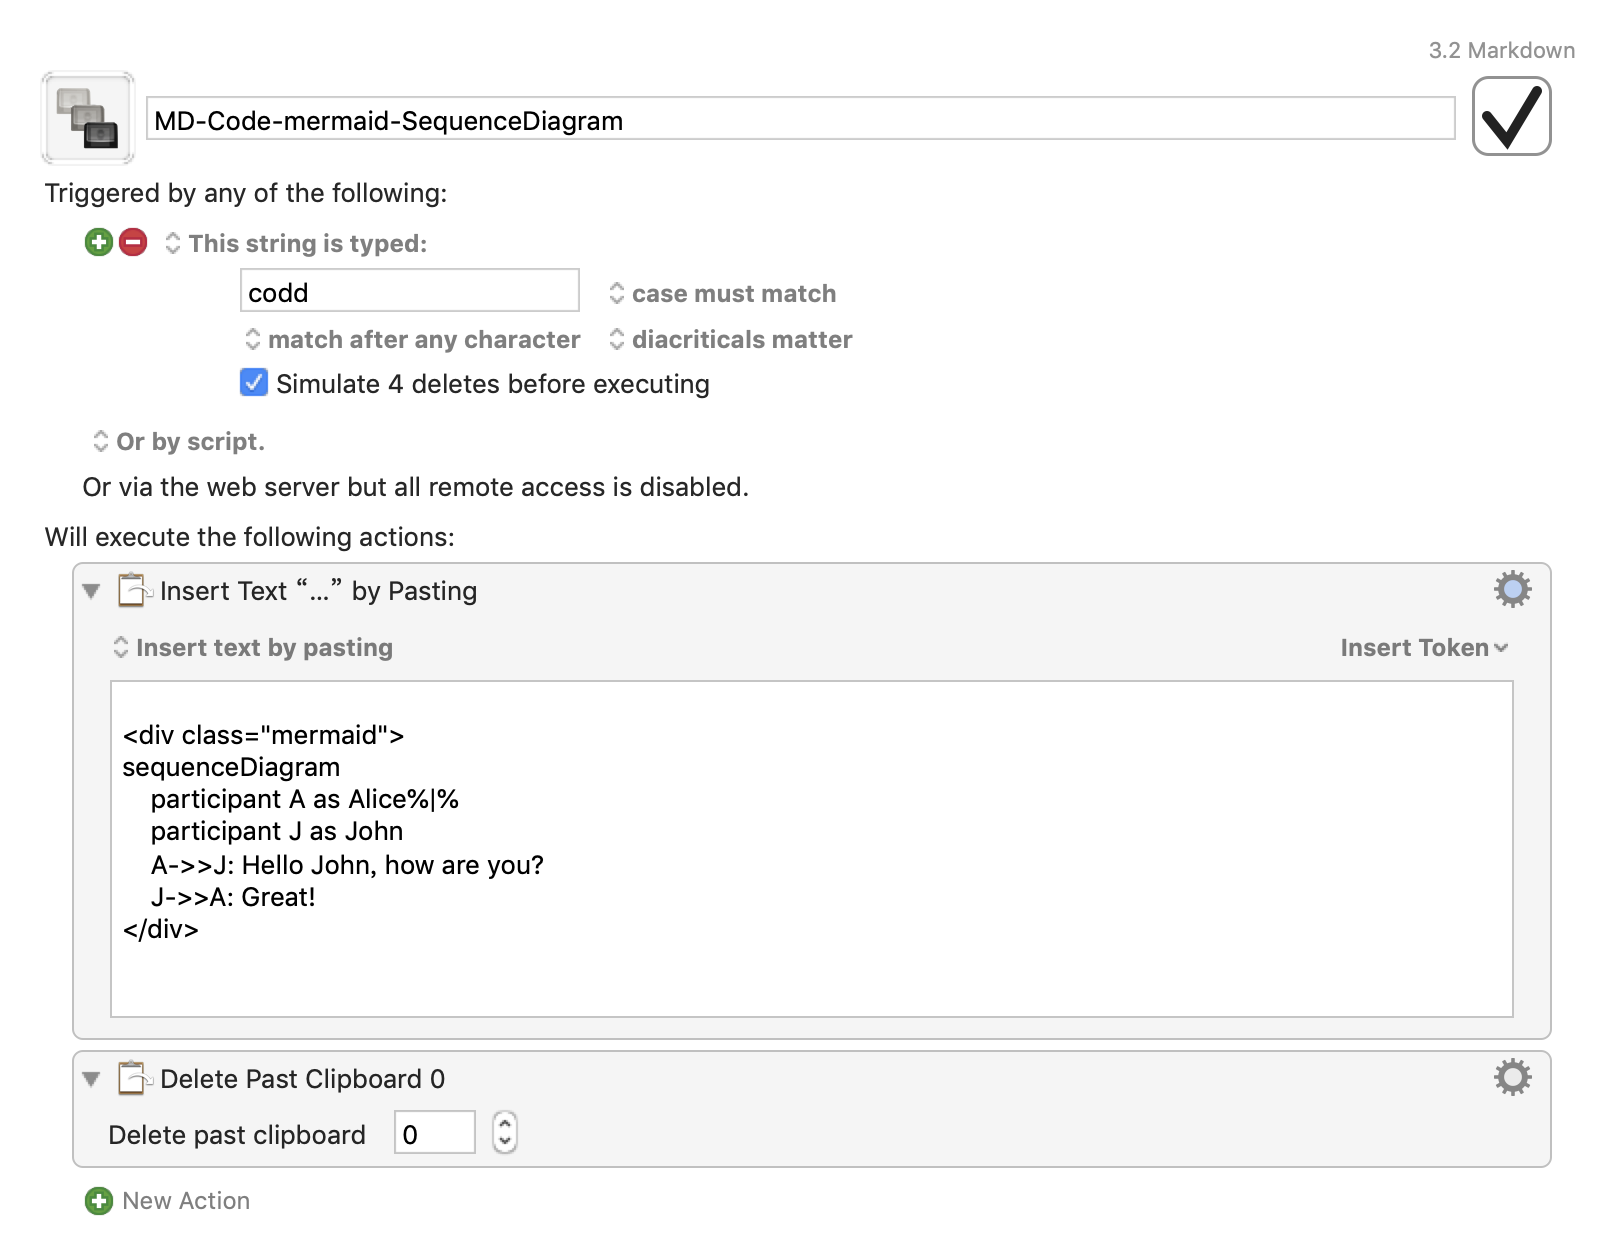 3.2 Markdown
MD-Code-mermaid-SequenceDiagram
Triggered by any of the following:
This string is typed:
codd
case must match
match after any character
diacriticals matter
Simulate 4 deletes before executing
Or by script.
Or via the web server but all remote access is disabled.
Will execute the following actions:
Insert Text “...” by Pasting
Insert text by pasting
Insert Token
<div class="mermaid">
sequenceDiagram
    participant A as Alice%|%
    participant J as John
    A->>J: Hello John, how are you?
    J->>A: Great!
</div>
Delete Past Clipboard 0
Delete past clipboard 0
New Action